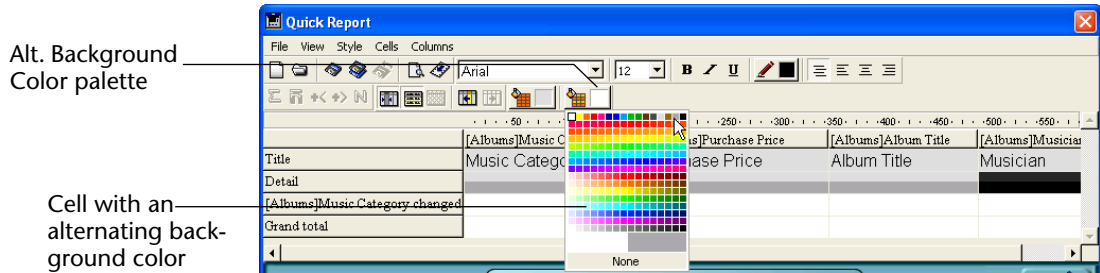 Quick Report
File View Style Cells Columns
Alt. Background
Color palette
Arial 12 B I U
50 250 300 350 400 450 500 550
[Albums]Music C s]Purchase Price [Albums]Album Title [Albums]Musician
Title Music Catego ase Price Album Title Musician
Detail
[Albums]Music Category changed
Grand total
Cell with an
alternating back-
ground color
None